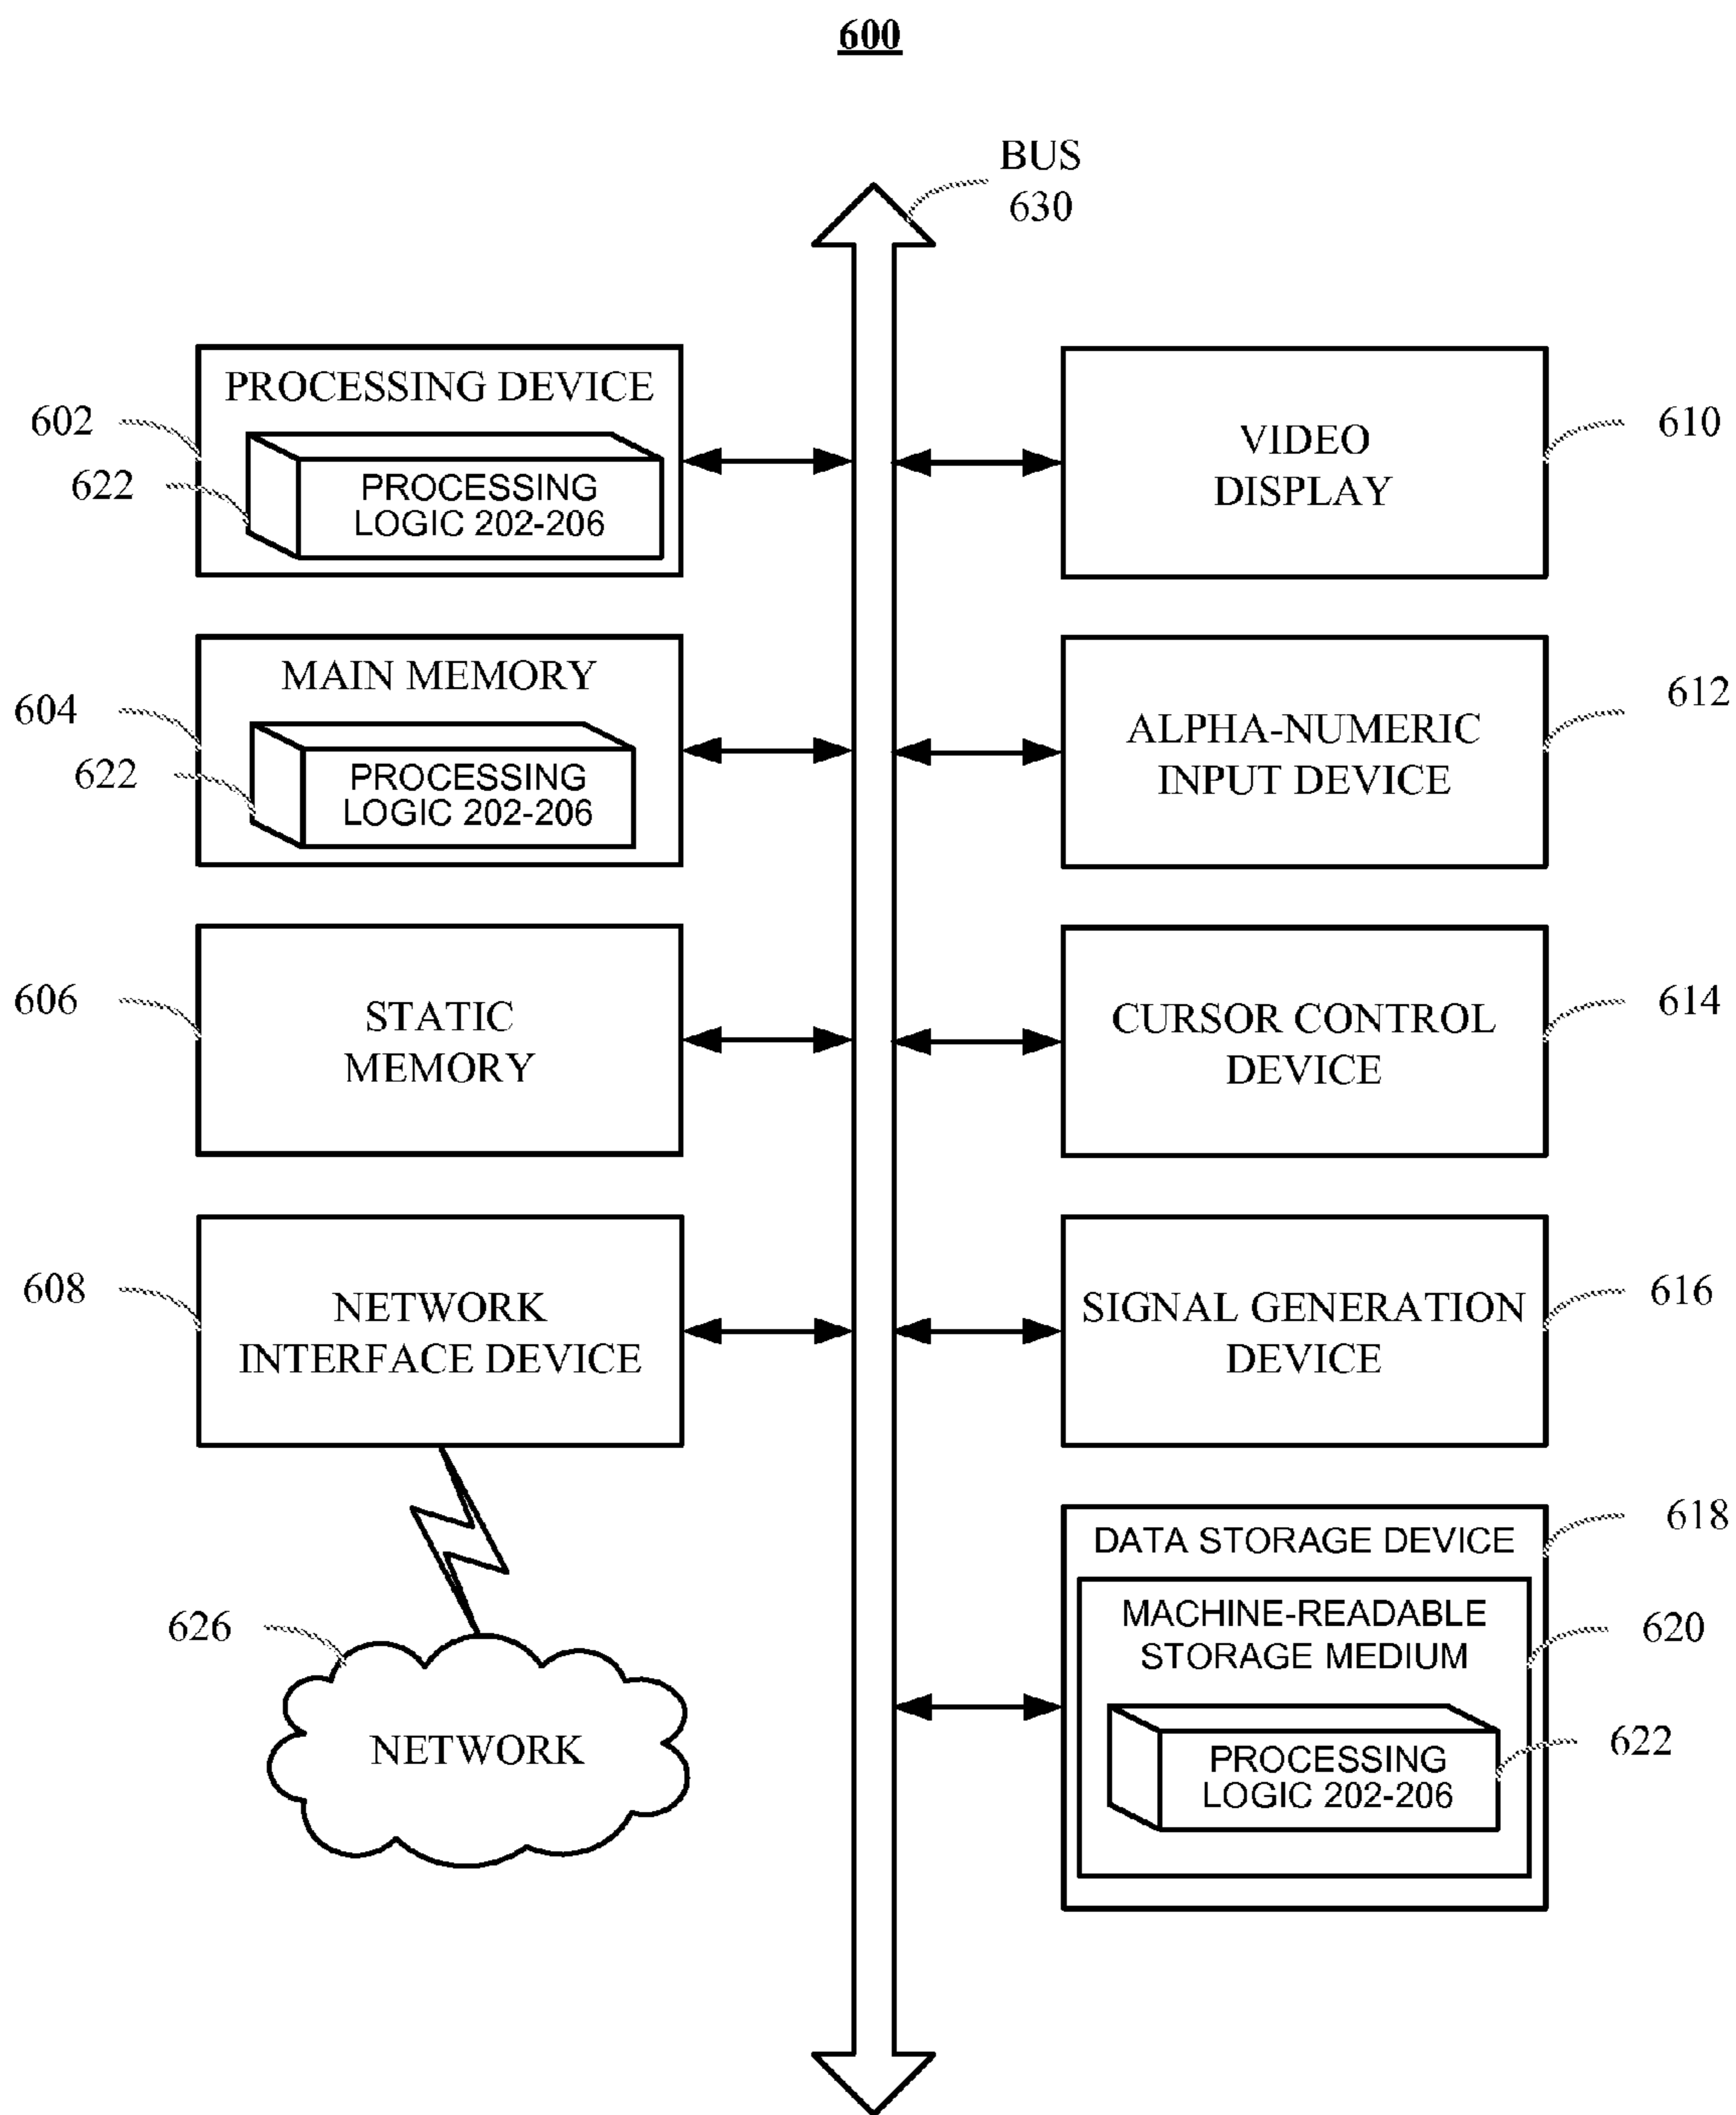 600
BUS
630
PROCESSING DEVICE
602
622
PROCESSING
LOGIC 202-206
VIDEO
DISPLAY
610
MAIN MEMORY
604
622
PROCESSING
LOGIC 202-206
ALPHA-NUMERIC
INPUT DEVICE
612
STATIC
MEMORY
606
CURSOR CONTROL
DEVICE
614
NETWORK
INTERFACE DEVICE
608
SIGNAL GENERATION
DEVICE
616
626
NETWORK
DATA STORAGE DEVICE
618
MACHINE-READABLE
STORAGE MEDIUM
620
PROCESSING
LOGIC 202-206
622